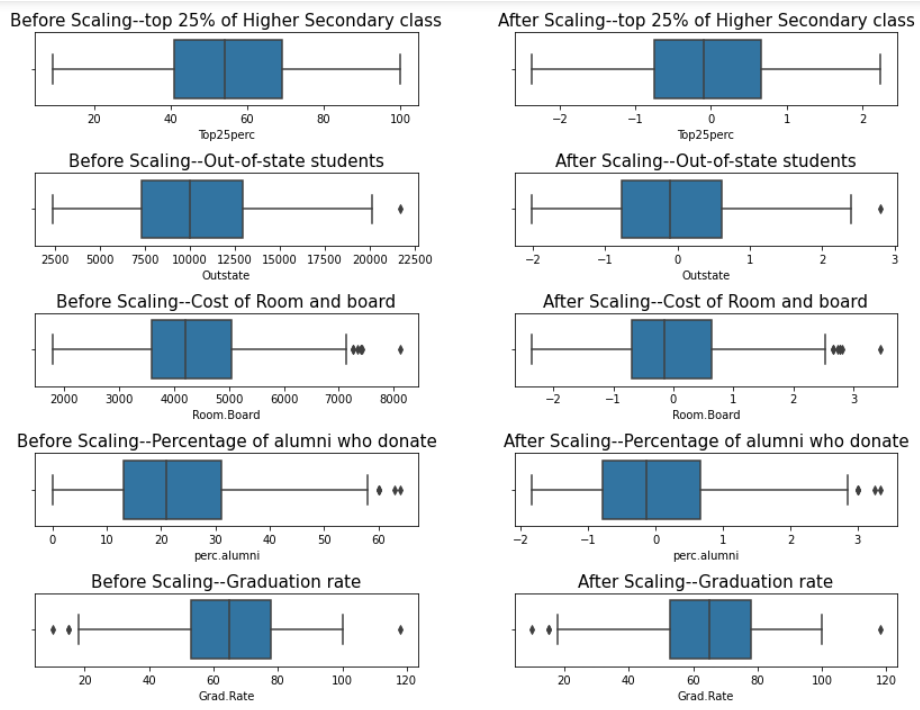 Before Scaling--top 25% of Higher Secondary class
After Scaling--top 25% of Higher Secondary class
20 40 60 80 100
−2 −1 0 1 2
Top25perc
Top25perc
Before Scaling--Out-of-state students
After Scaling--Out-of-state students
2500 5000 7500 10000 12500 15000 17500 20000 22500
−2 −1 0 1 2 3
Outstate
Outstate
Before Scaling--Cost of Room and board
After Scaling--Cost of Room and board
2000 3000 4000 5000 6000 7000 8000
−2 −1 0 1 2 3
Room.Board
Room.Board
Before Scaling--Percentage of alumni who donate
After Scaling--Percentage of alumni who donate
0 10 20 30 40 50 60
−2 −1 0 1 2 3
perc.alumni
perc.alumni
Before Scaling--Graduation rate
After Scaling--Graduation rate
20 40 60 80 100 120
20 40 60 80 100 120
Grad.Rate
Grad.Rate